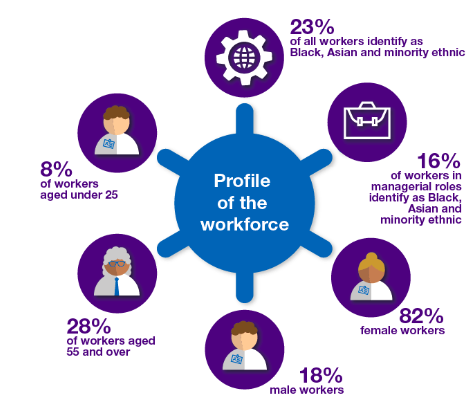 23%
of all workers identify as
Black, Asian and minority ethnic
16%
of workers in
managerial roles
identify as Black,
Asian and
minority ethnic
82%
female workers
18%
male workers
28%
of workers aged
55 and over
8%
of workers
aged under 25
Profile
of the
workforce